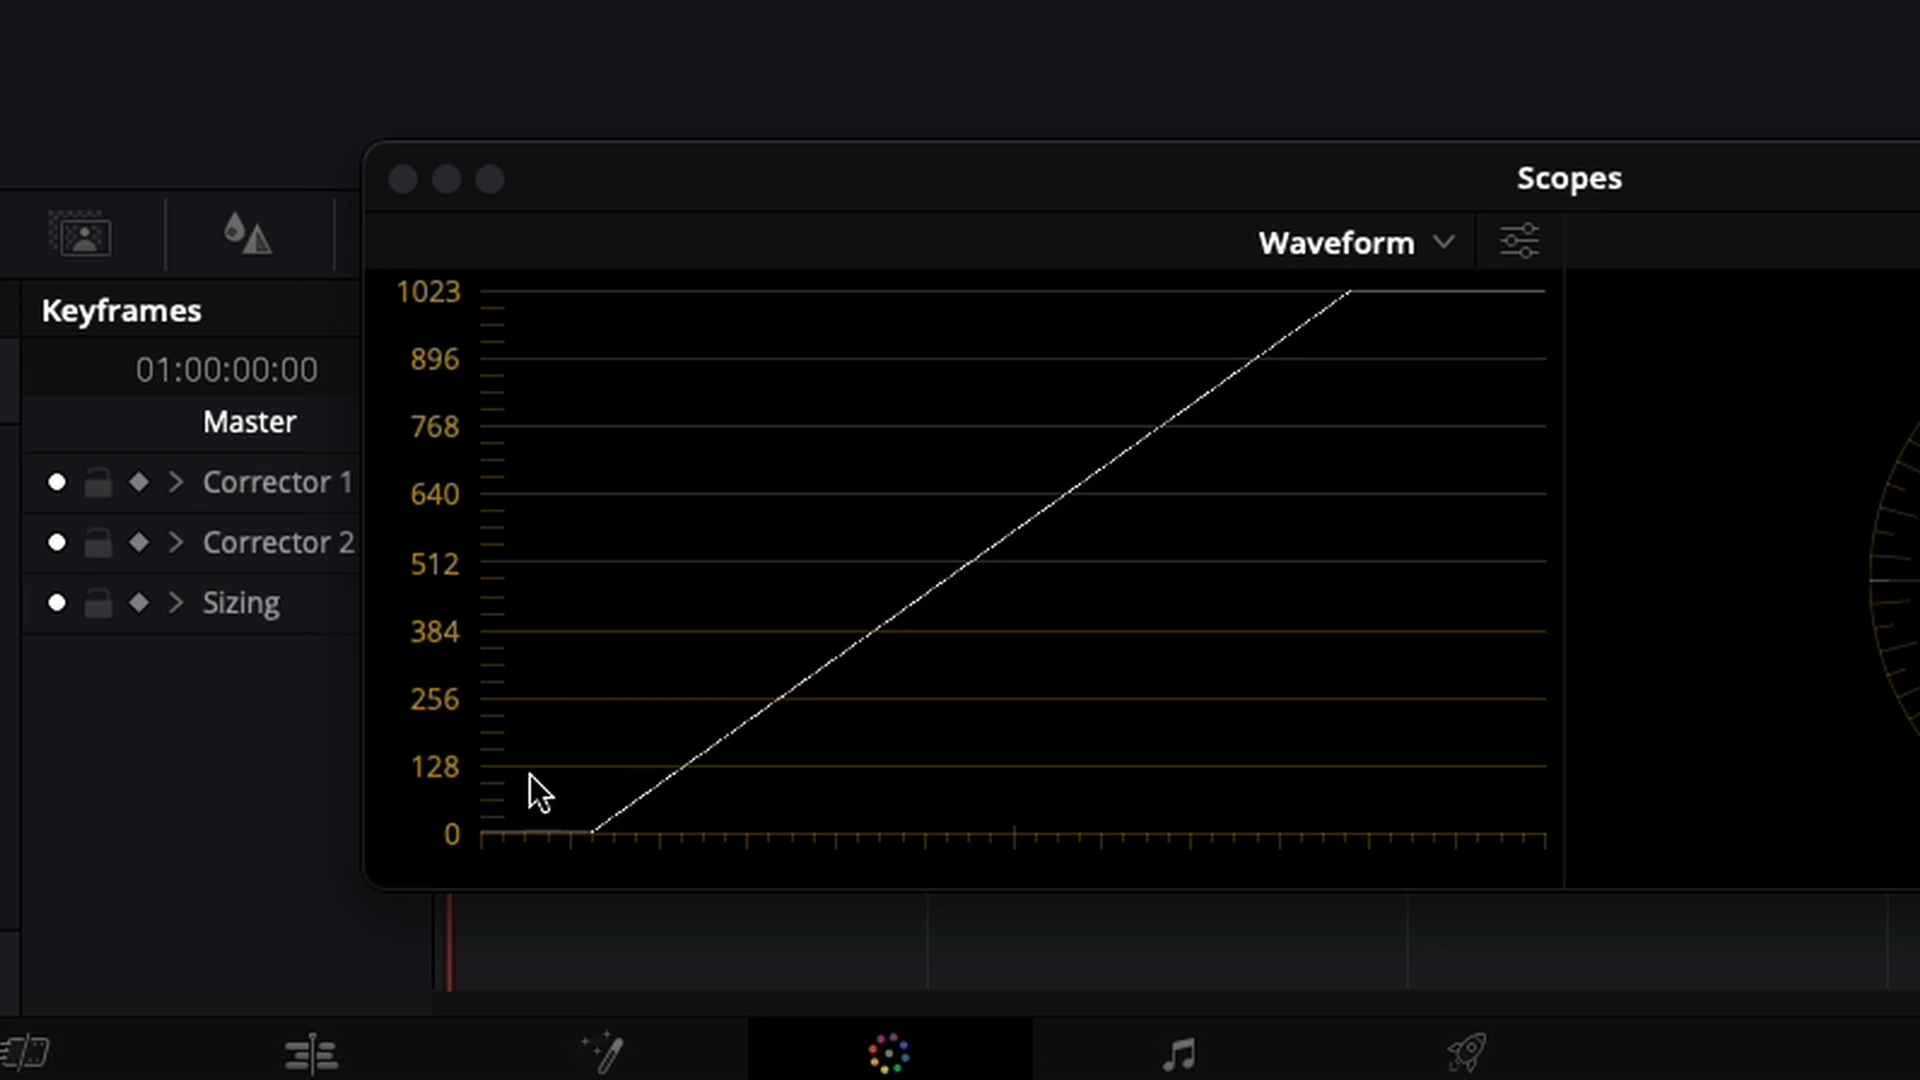 Scopes
Waveform
Keyframes
01:00:00:00
Master
Corrector 1
Corrector 2
Sizing
1023
896
768
640
512
384
256
128
0